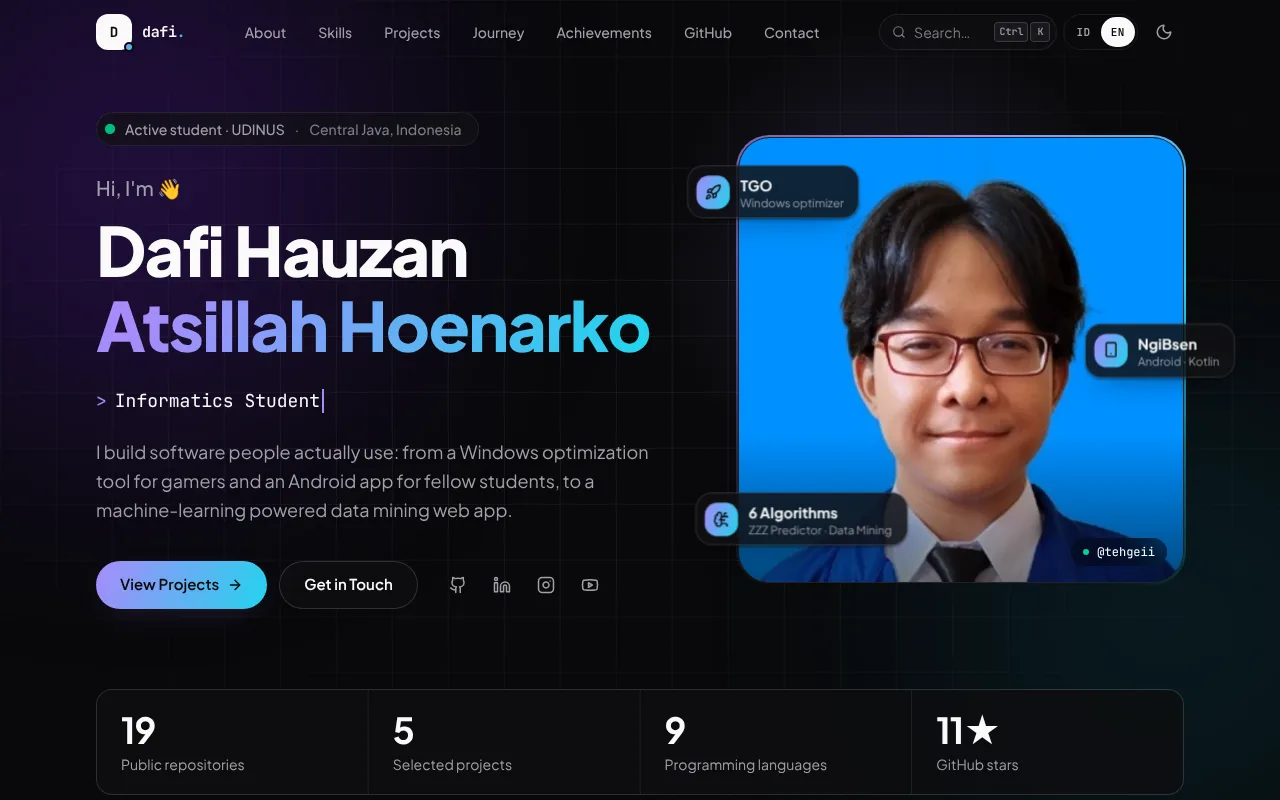 D dafi. About Skills Projects Journey Achievements GitHub Contact Search... Ctrl K ID EN
Active student · UDINUS · Central Java, Indonesia
Hi, I'm 👋
Dafi Hauzan
Atsillah Hoenarko
> Informatics Student
I build software people actually use: from a Windows optimization
tool for gamers and an Android app for fellow students, to a
machine-learning powered data mining web app.
View Projects → Get in Touch
TGO
Windows optimizer
NgiBsen
Android · Kotlin
6 Algorithms
ZZZ Predictor · Data Mining
@tehgeii
19
Public repositories
5
Selected projects
9
Programming languages
11★
GitHub stars